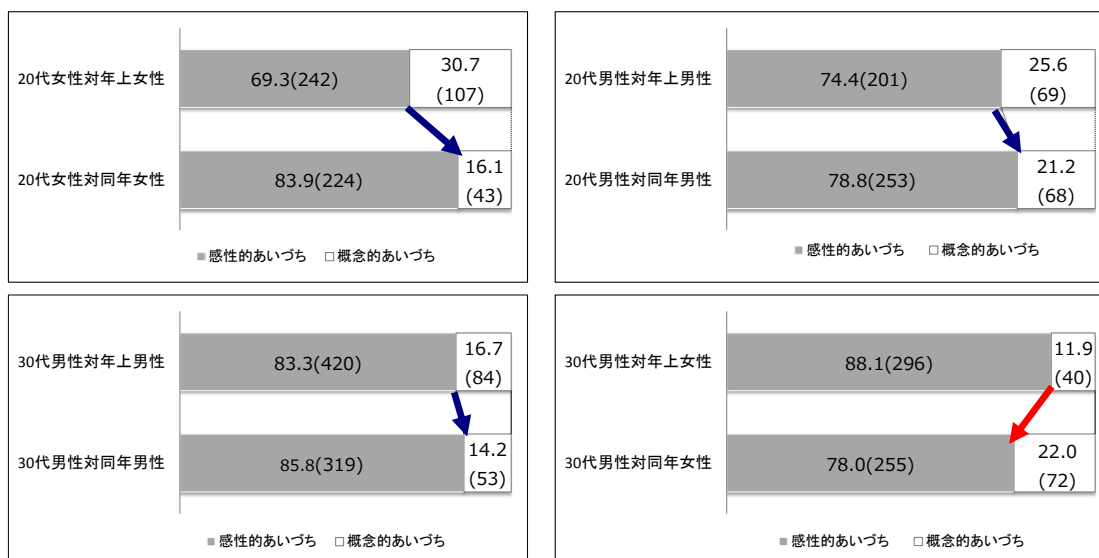 20代女性対年上女性
69.3(242)
30.7
(107)
20代女性対同年女性
83.9(224)
16.1
(43)
感性的あいづち
概念的あいづち
20代男性対年上男性
74.4(201)
25.6
(69)
20代男性対同年男性
78.8(253)
21.2
(68)
感性的あいづち
概念的あいづち
30代男性対年上男性
83.3(420)
16.7
(84)
30代男性対同年男性
85.8(319)
14.2
(53)
感性的あいづち
概念的あいづち
30代男性対年上女性
88.1(296)
11.9
(40)
30代男性対同年女性
78.0(255)
22.0
(72)
感性的あいづち
概念的あいづち